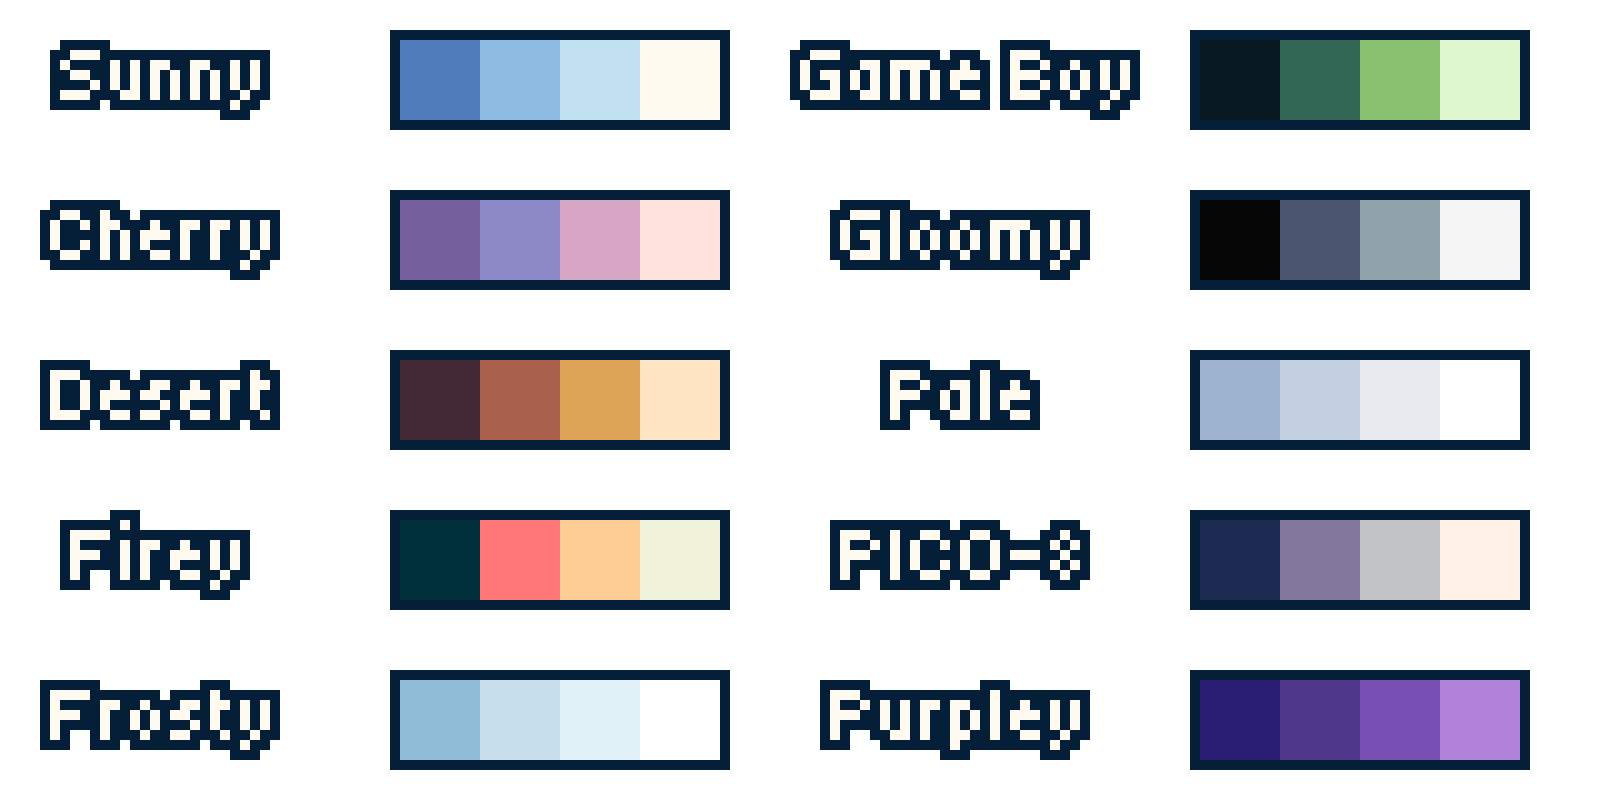 Sunny
Game Boy
Cherry
Gloomy
Desert
Pale
Firey
PICO-8
Frosty
Purpley